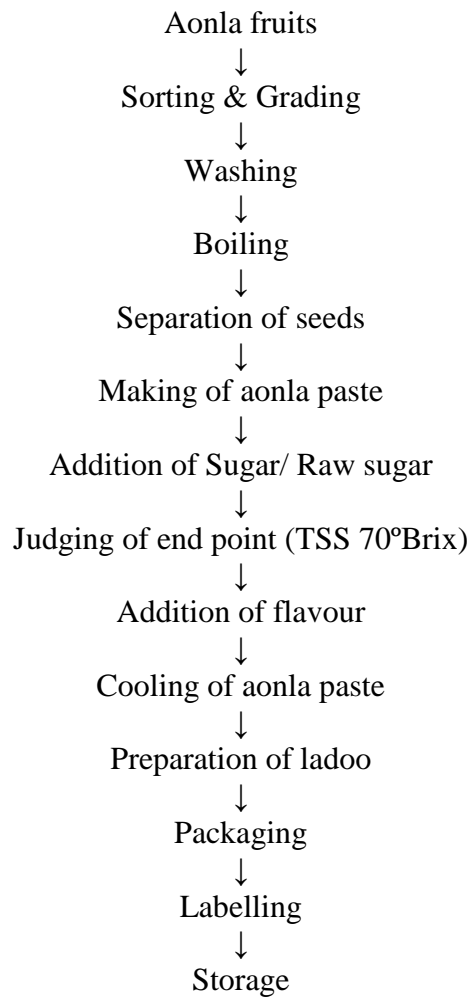 Aonla fruits
↓
Sorting & Grading
↓
Washing
↓
Boiling
↓
Separation of seeds
↓
Making of aonla paste
↓
Addition of Sugar/ Raw sugar
↓
Judging of end point (TSS 70ºBrix)
↓
Addition of flavour
↓
Cooling of aonla paste
↓
Preparation of ladoo
↓
Packaging
↓
Labelling
↓
Storage